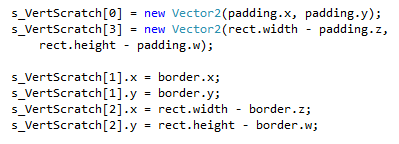 s_VertScratch[0] = new Vector2(padding.x, padding.y);
s_VertScratch[3] = new Vector2(rect.width - padding.z,
rect.height - padding.w);
s_VertScratch[1].x = border.x;
s_VertScratch[1].y = border.y;
s_VertScratch[2].x = rect.width - border.z;
s_VertScratch[2].y = rect.height - border.w;